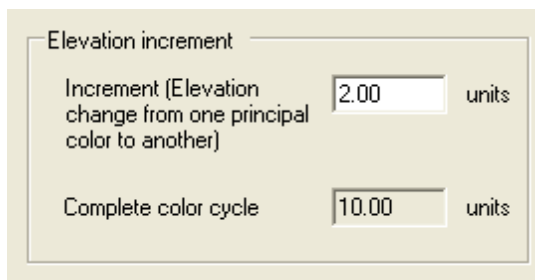 Elevation increment
Increment (Elevation
change from one principal
color to another)
2.00 units
Complete color cycle 10.00 units